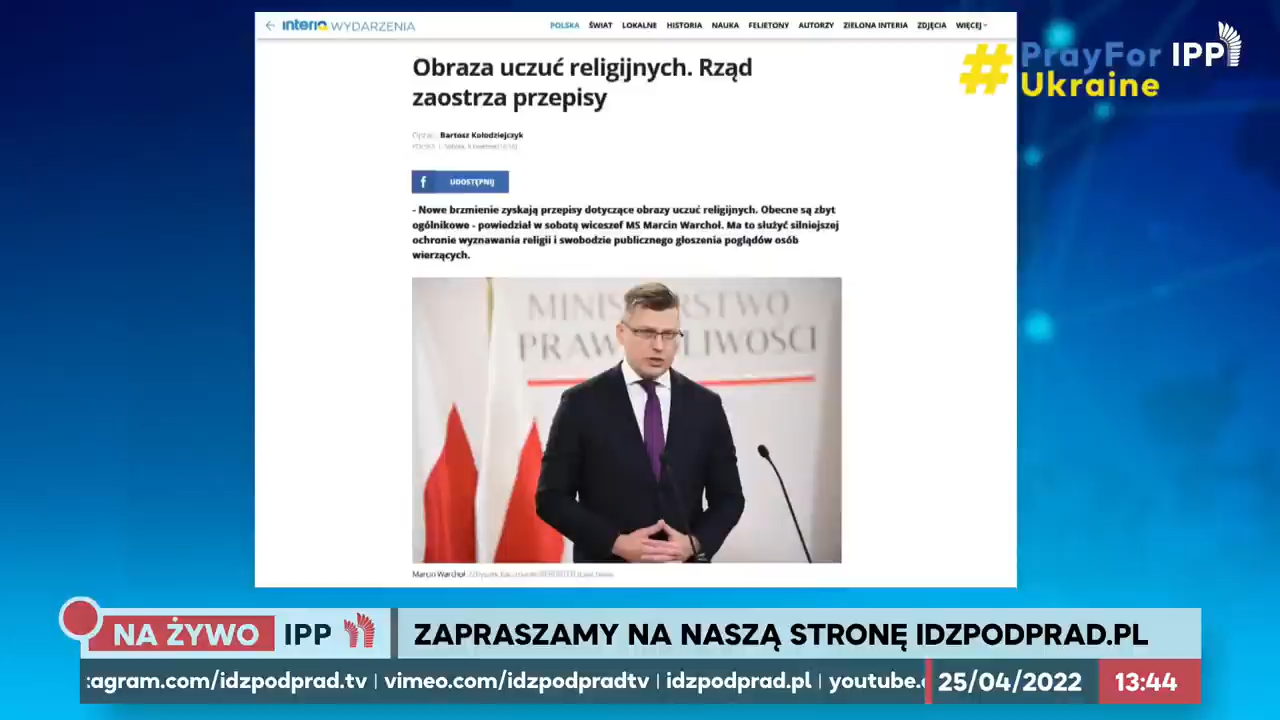 interia WYDARZENIA
POLSKA ŚWIAT LOKALNE HISTORIA NAUKA FELIETONY AUTORZY ZIELONA INTERIA ZDJĘCIA WIĘCEJ
#PrayFor
Ukraine
IPP
Obraza uczuć religijnych. Rząd
zaostrza przepisy
Oprac.: Bartosz Kołodziejczyk
f UDOSTĘPNIJ
- Nowe brzmienie zyskają przepisy dotyczące obrazy uczuć religijnych. Obecne są zbyt
ogólnikowe - powiedział w sobotę wiceszef MS Marcin Warchoł. Ma to służyć silniejszej
ochronie wyznawania religii i swobodzie publicznego głoszenia poglądów osób
wierzących.
MINIS RSTWO
PRAW LIWOŚCI
Marcin Warchoł
NA ŻYWO IPP
ZAPRASZAMY NA NASZĄ STRONĘ IDZPODPRAD.PL
tagram.com/idzpodprad.tv | vimeo.com/idzpodpradtv | idzpodprad.pl | youtube.c
25/04/2022 13:44